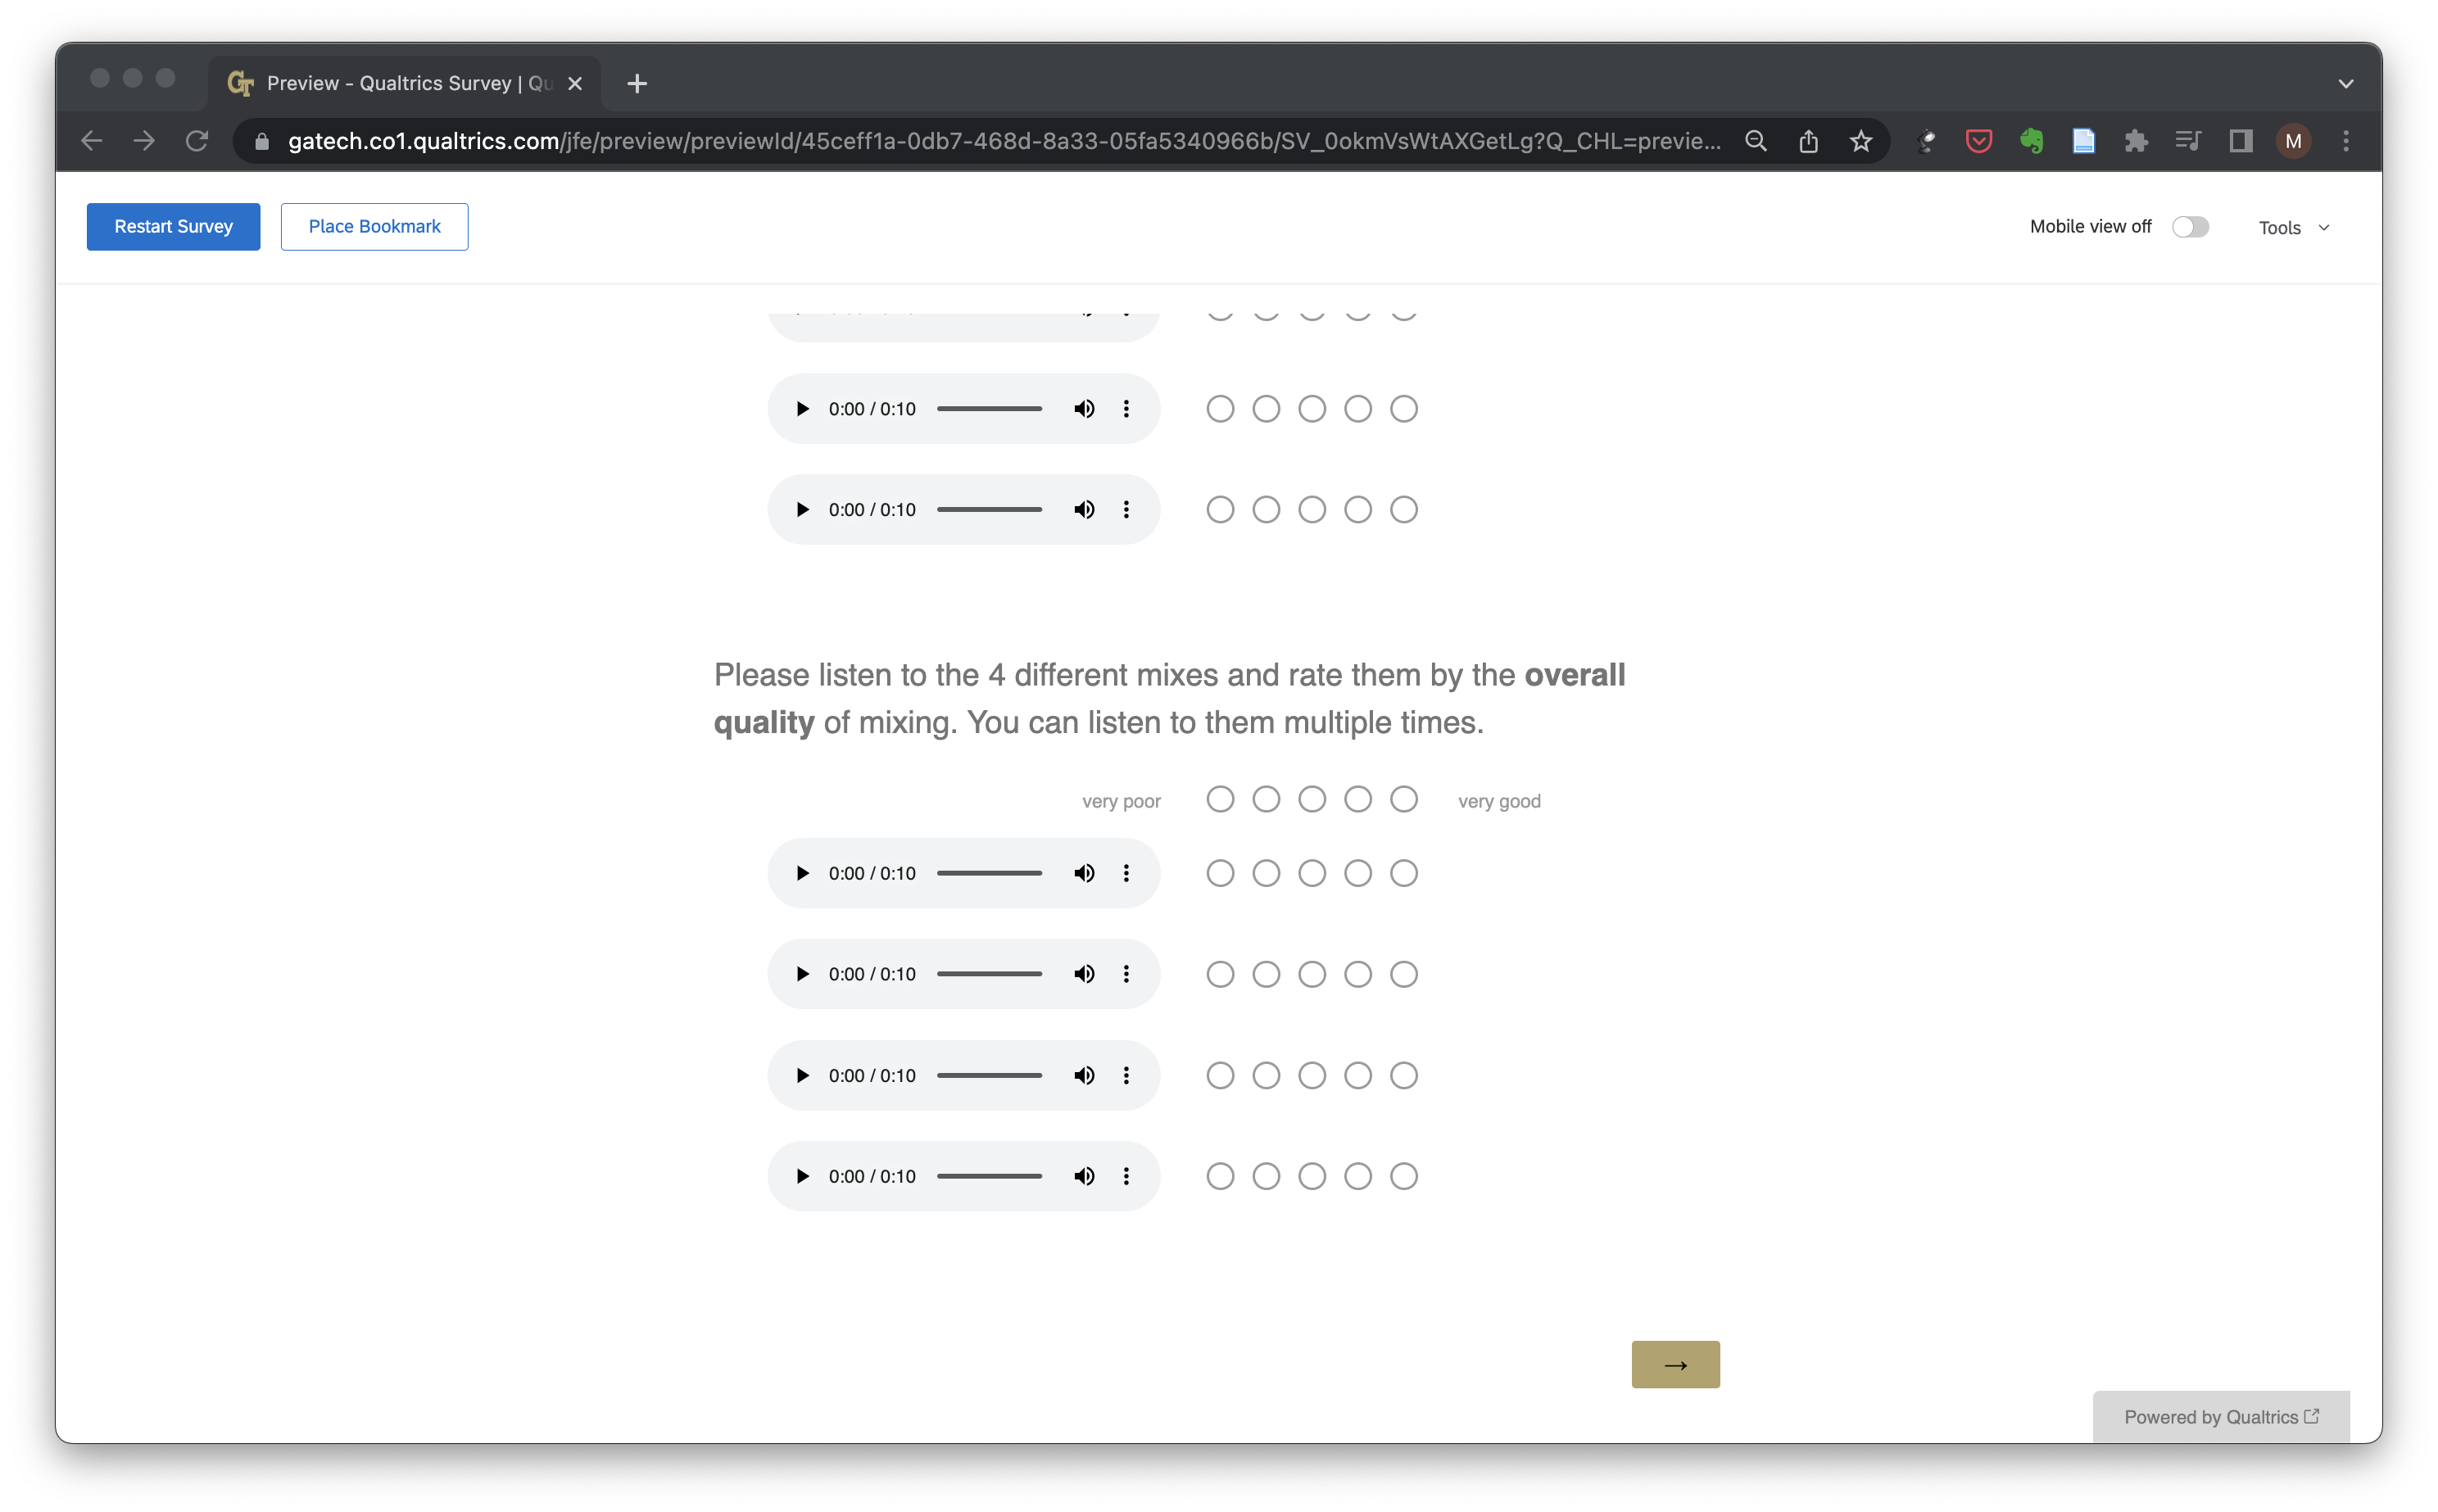 GT Preview - Qualtrics Survey | Qu
gatech.co1.qualtrics.com/jfe/preview/previewId/45ceff1a-0db7-468d-8a33-05fa5340966b/SV_0okmVsWtAXGetLg?Q_CHL=previe...
M
Restart Survey
Place Bookmark
Mobile view off
Tools
0:00 / 0:10
0:00 / 0:10
Please listen to the 4 different mixes and rate them by the overall
quality of mixing. You can listen to them multiple times.
very poor
very good
0:00 / 0:10
0:00 / 0:10
0:00 / 0:10
0:00 / 0:10
→
Powered by Qualtrics